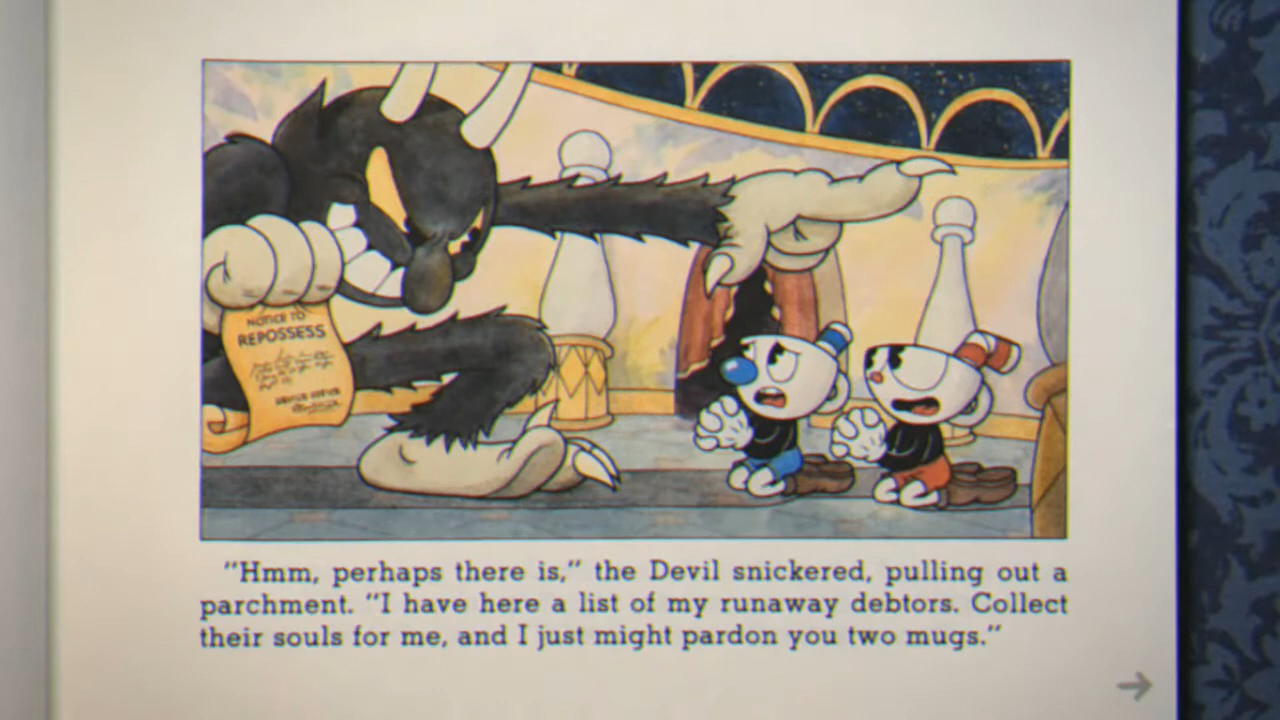 NOTICE TO
REPOSSESS
"Hmm, perhaps there is," the Devil snickered, pulling out a
parchment. "I have here a list of my runaway debtors. Collect
their souls for me, and I just might pardon you two mugs."